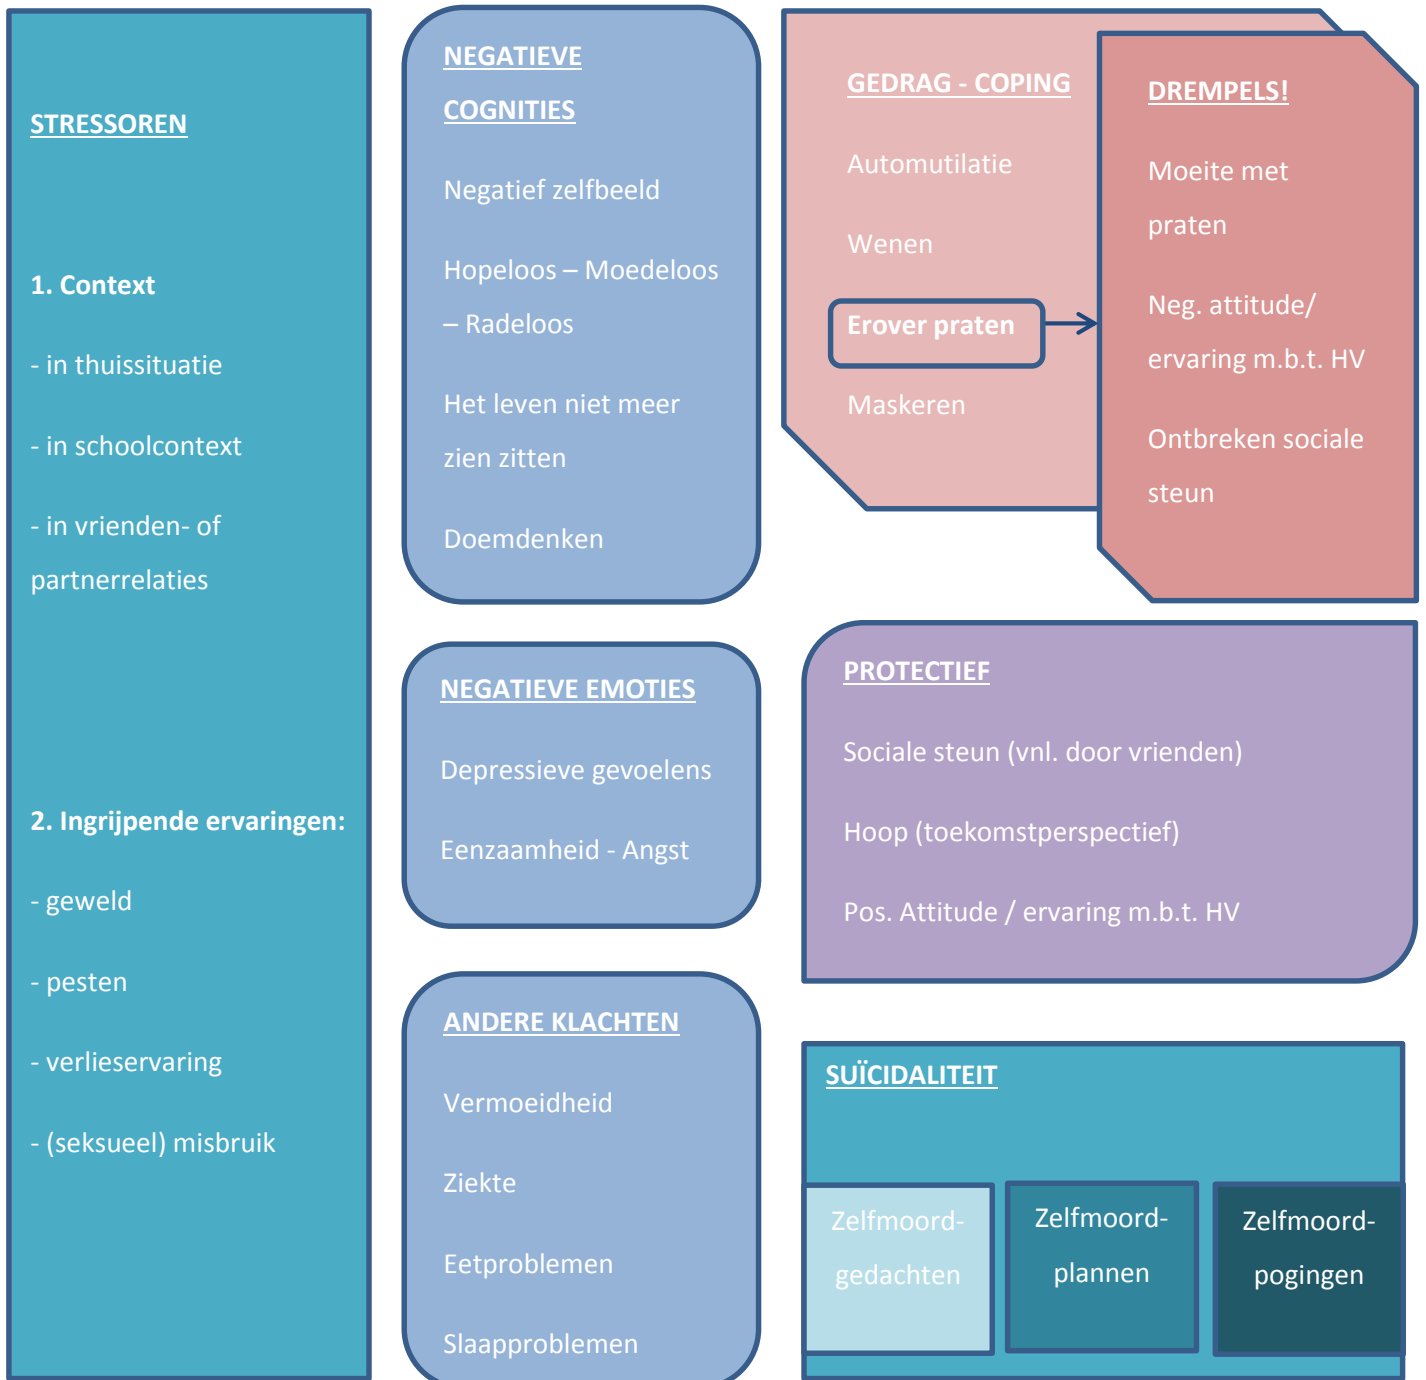 STRESSOREN
1. Context
- in thuissituatie
- in schoolcontext
- in vrienden- of
partnerrelaties
2. Ingrijpende ervaringen:
- geweld
- pesten
- verlieservaring
- (seksueel) misbruik
NEGATIEVE
COGNITIES
Negatief zelfbeeld
Hopeloos – Moedeloos
– Radeloos
Het leven niet meer
zien zitten
Doemdenken
NEGATIEVE EMOTIES
Depressieve gevoelens
Eenzaamheid - Angst
ANDERE KLACHTEN
Vermoeidheid
Ziekte
Eetproblemen
Slaapproblemen
GEDRAG - COPING
Automutilatie
Wenen
Erover praten
Maskeren
DREMPELS!
Moeite met
praten
Neg. attitude/
ervaring m.b.t. HV
Ontbreken sociale
steun
PROTECTIEF
Sociale steun (vnl. door vrienden)
Hoop (toekomstperspectief)
Pos. Attitude / ervaring m.b.t. HV
SUÏCIDALITEIT
Zelfmoord-
gedachten
Zelfmoord-
plannen
Zelfmoord-
pogingen